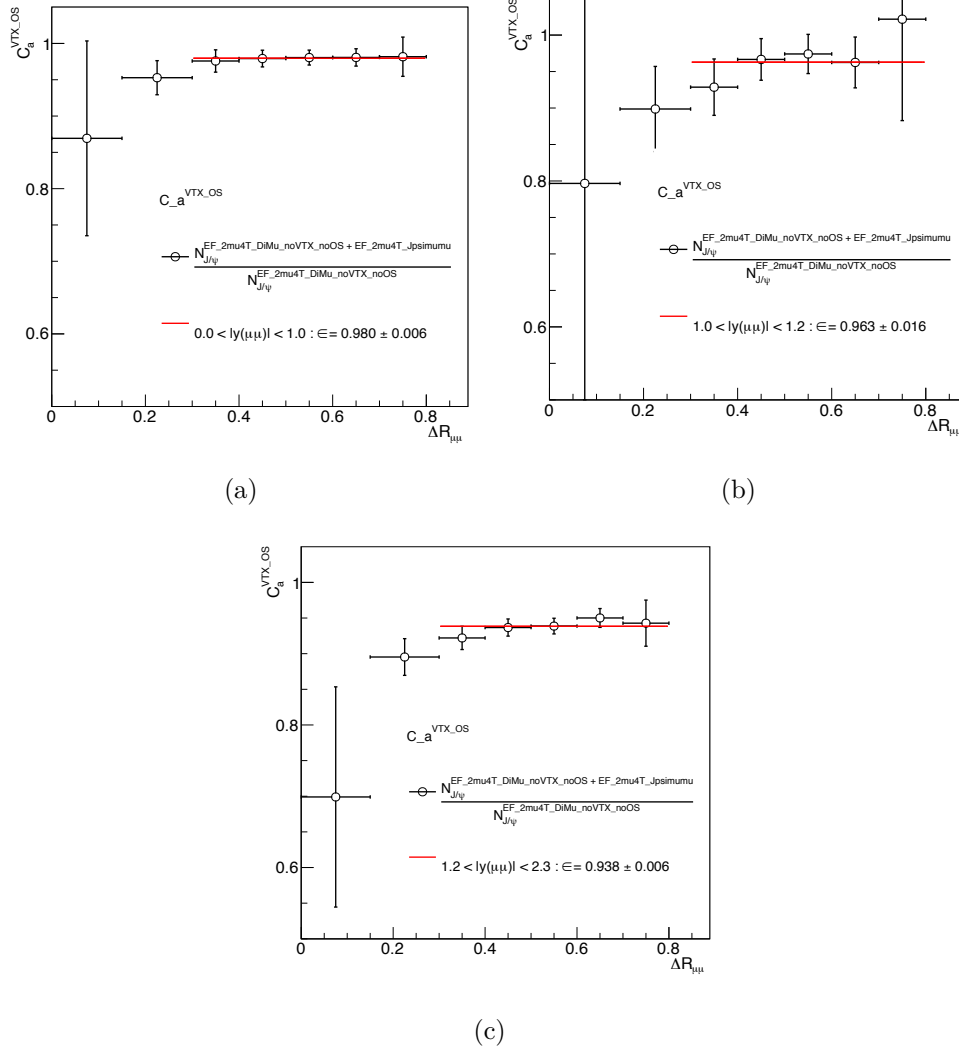 C_a^VTX_OS
1
0.8
0.6
0 0.2 0.4 0.6 0.8
ΔR_μμ
C_a^VTX_OS
N_J/ψ^EF_2mu4T_DiMu_noVTX_noOS + EF_2mu4T_Jpsimumu
N_J/ψ^EF_2mu4T_DiMu_noVTX_noOS
0.0 < |y(μμ)| < 1.0 : ∈= 0.980 ± 0.006
(a)
C_a^VTX_OS
1
0.8
0.6
0 0.2 0.4 0.6 0.8
ΔR_μμ
C_a^VTX_OS
N_J/ψ^EF_2mu4T_DiMu_noVTX_noOS + EF_2mu4T_Jpsimumu
N_J/ψ^EF_2mu4T_DiMu_noVTX_noOS
1.0 < |y(μμ)| < 1.2 : ∈= 0.963 ± 0.016
(b)
C_a^VTX_OS
1
0.8
0.6
0 0.2 0.4 0.6 0.8
ΔR_μμ
C_a^VTX_OS
N_J/ψ^EF_2mu4T_DiMu_noVTX_noOS + EF_2mu4T_Jpsimumu
N_J/ψ^EF_2mu4T_DiMu_noVTX_noOS
1.2 < |y(μμ)| < 2.3 : ∈= 0.938 ± 0.006
(c)